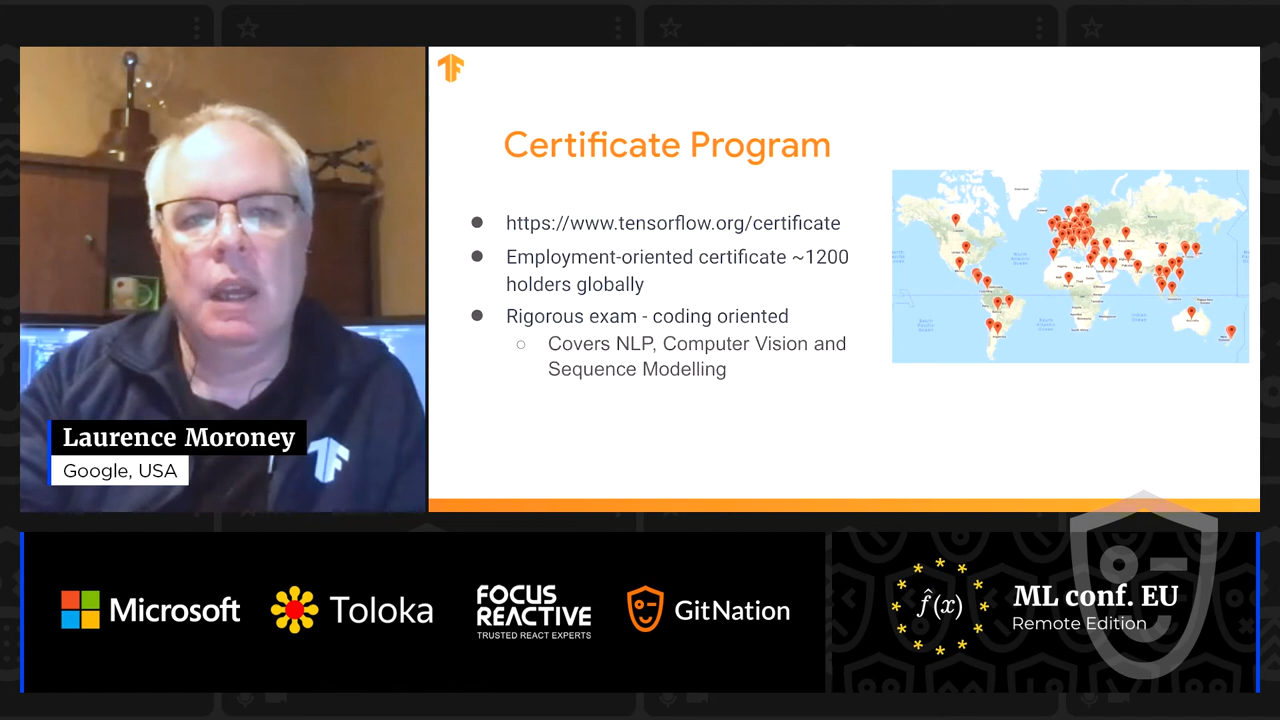 Certificate Program
https://www.tensorflow.org/certificate
Employment-oriented certificate ~1200
holders globally
Rigorous exam - coding oriented
Covers NLP, Computer Vision and
Sequence Modelling
Laurence Moroney
Google, USA
Microsoft
Toloka
FOCUS
REACTIVE
TRUSTED REACT EXPERTS
GitNation
f̂(x)
ML conf. EU
Remote Edition